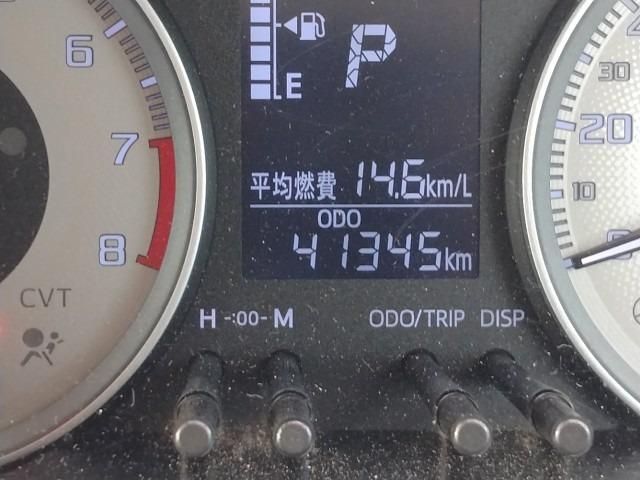 6
7
8
CVT
E
P
平均燃費 14.6km/L
ODO
41345km
H -:00- M
ODO/TRIP DISP
30
20
10